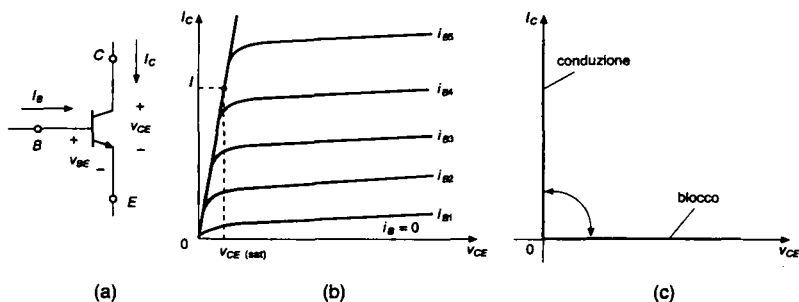 C
I_C
I_B
+
v_CE
–
B
+
v_BE
–
E
(a)
I_C
i_B5
I
i_B4
i_B3
i_B2
i_B1
i_B = 0
0
v_CE (sat)
v_CE
(b)
I_C
conduzione
blocco
0
v_CE
(c)